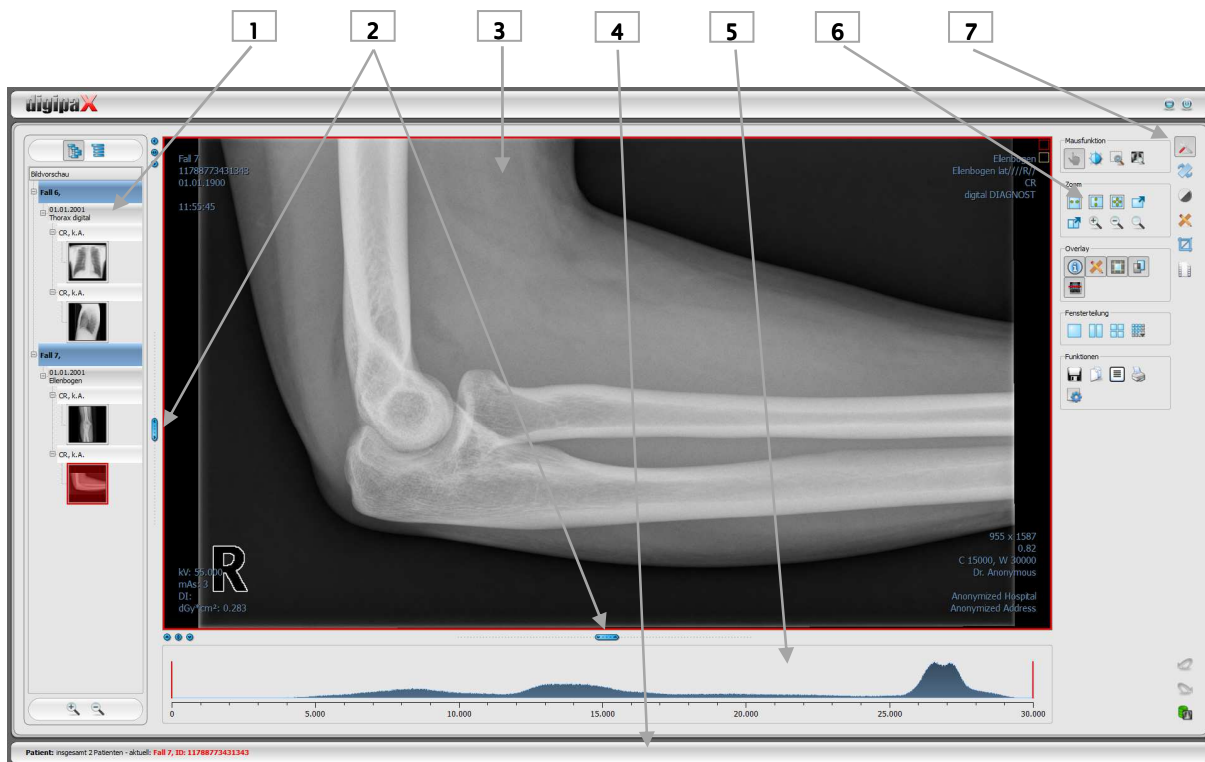 1 2 3 4 5 6 7
digipaX
Bildvorschau
Fall 6,
01.01.2001
Thorax digital
CR, k.A.
CR, k.A.
Fall 7,
01.01.2001
Ellenbogen
CR, k.A.
CR, k.A.
Fall 7
11788773431343
01.01.1900
11:55:45
Ellenbogen
Ellenbogen lat////R//
CR
digital DIAGNOST
R
kV: 55.000
mAs: 3
DI:
dGy*cm²: 0.283
955 x 1587
0.82
C 15000, W 30000
Dr. Anonymous
Anonymized Hospital
Anonymized Address
0 5.000 10.000 15.000 20.000 25.000 30.000
Mausfunktion
Zoom
Overlay
Fensterteilung
Funktionen
Patient: insgesamt 2 Patienten - aktuell: Fall 7, ID: 11788773431343